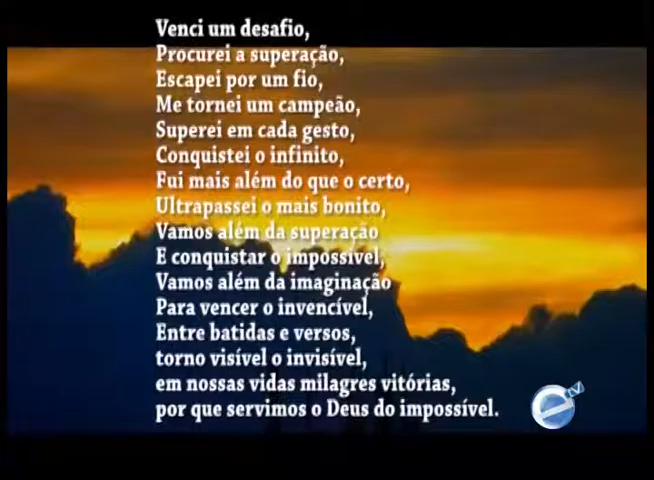 Venci um desafio,
Procurei a superação,
Escapei por um fio,
Me tornei um campeão,
Superei em cada gesto,
Conquistei o infinito,
Fui mais além do que o certo,
Ultrapassei o mais bonito,
Vamos além da superação
E conquistar o impossível,
Vamos além da imaginação
Para vencer o invencível,
Entre batidas e versos,
torno visível o invisível,
em nossas vidas milagres vitórias,
por que servimos o Deus do impossível.
TV